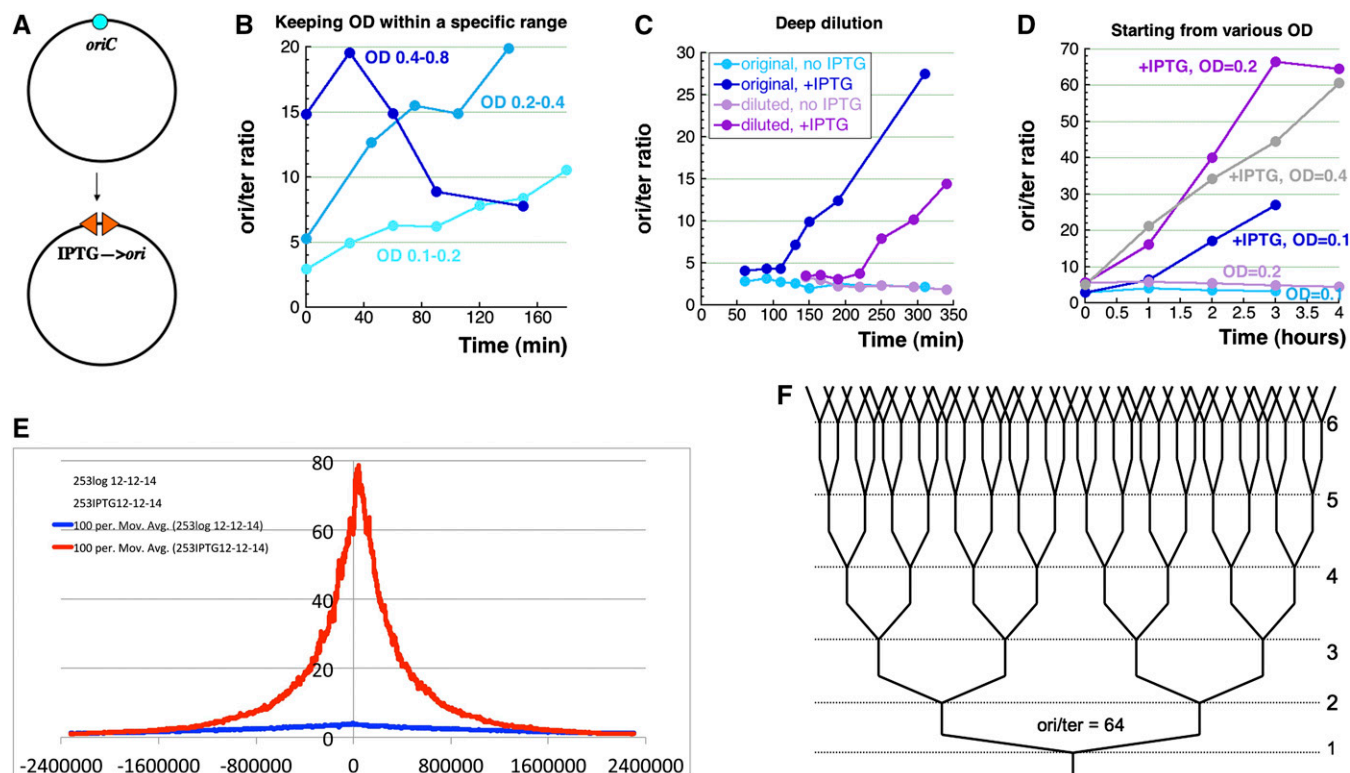 A
oriC
IPTG—>ori
B
Keeping OD within a specific range
ori/ter ratio
20
15
10
5
0
OD 0.4-0.8
OD 0.2-0.4
OD 0.1-0.2
0 40 80 120 160
Time (min)
C
Deep dilution
ori/ter ratio
30
25
20
15
10
5
0
original, no IPTG
original, +IPTG
diluted, no IPTG
diluted, +IPTG
0 50 100 150 200 250 300 350
Time (min)
D
Starting from various OD
ori/ter ratio
70
60
50
40
30
20
10
0
+IPTG, OD=0.2
+IPTG, OD=0.4
+IPTG, OD=0.1
OD=0.2
OD=0.1
0 0.5 1 1.5 2 2.5 3 3.5 4
Time (hours)
E
253log 12-12-14
253IPTG12-12-14
100 per. Mov. Avg. (253log 12-12-14)
100 per. Mov. Avg. (253IPTG12-12-14)
80
60
40
20
0
-2400000 -1600000 -800000 0 800000 1600000 2400000
F
6
5
4
3
2
ori/ter = 64
1